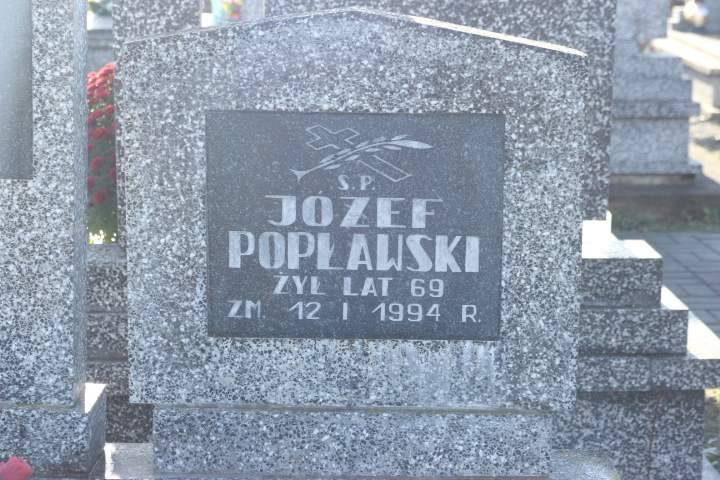 Ś.P.
JÓZEF
POPŁAWSKI
ŻYŁ LAT 69
ZM. 12 I 1994 R.